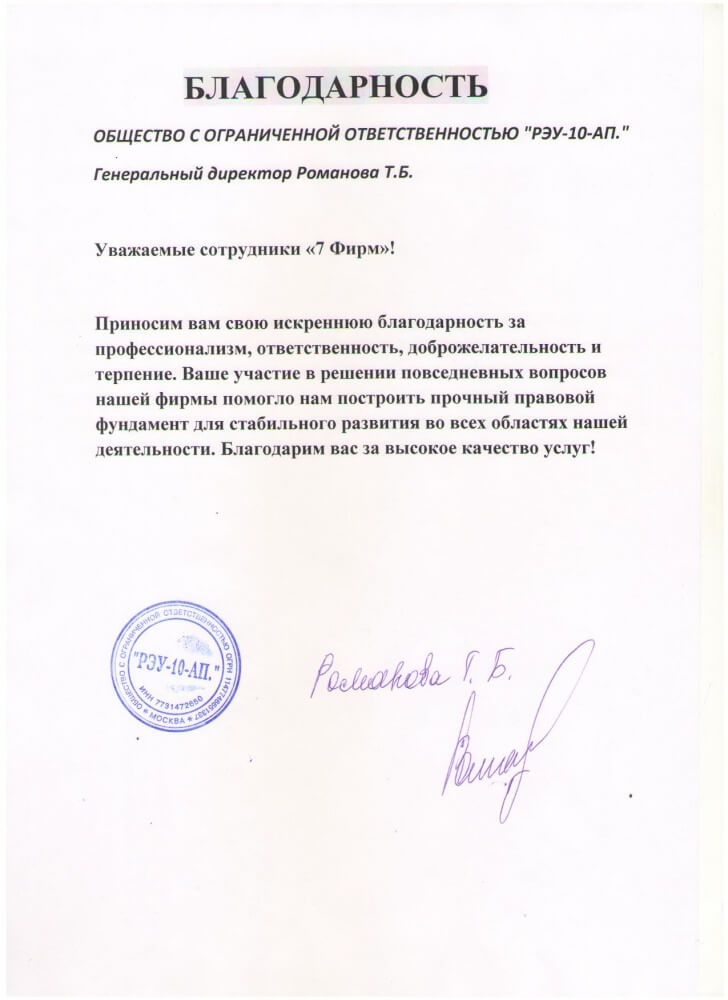 БЛАГОДАРНОСТЬ
ОБЩЕСТВО С ОГРАНИЧЕННОЙ ОТВЕТСТВЕННОСТЬЮ "РЭУ-10-АП."
Генеральный директор Романова Т.Б.
Уважаемые сотрудники «7 Фирм»!
Приносим вам свою искреннюю благодарность за
профессионализм, ответственность, доброжелательность и
терпение. Ваше участие в решении повседневных вопросов
нашей фирмы помогло нам построить прочный правовой
фундамент для стабильного развития во всех областях нашей
деятельности. Благодарим вас за высокое качество услуг!
ОБЩЕСТВО С ОГРАНИЧЕННОЙ ОТВЕТСТВЕННОСТЬЮ ОГРН
"РЭУ-10-АП."
ИНН 7731472650
* МОСКВА *
Романова Т. Б.